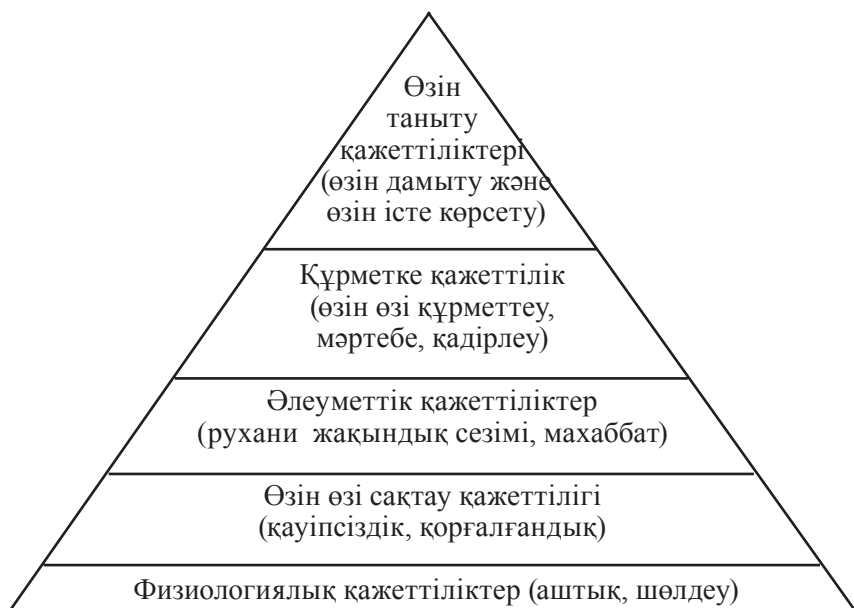 Өзін
таныту
қажеттіліктері
(өзін дамыту және
өзін істе көрсету)
Құрметке қажеттілік
(өзін өзі құрметтеу,
мәртебе, қадірлеу)
Әлеуметтік қажеттіліктер
(рухани жақындық сезімі, махаббат)
Өзін өзі сақтау қажеттілігі
(қауіпсіздік, қорғалғандық)
Физиологиялық қажеттіліктер (аштық, шөлдеу)